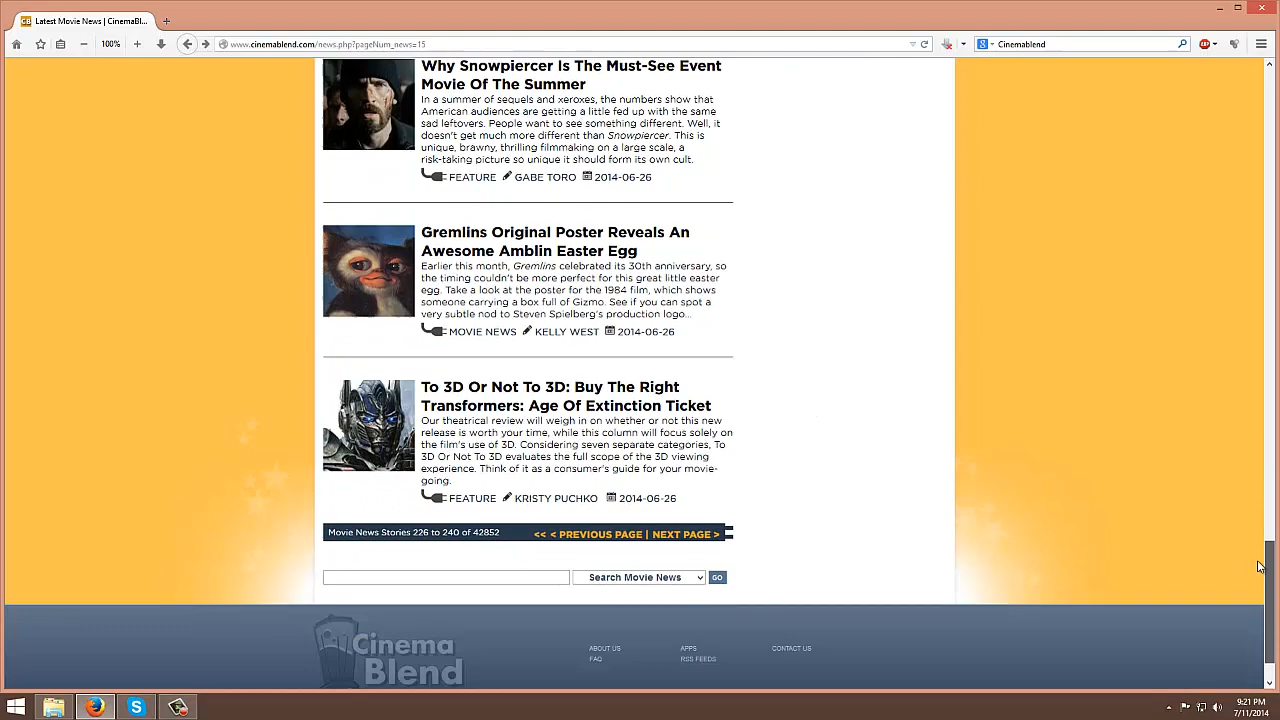 Latest Movie News | CinemaBl...
100%
www.cinemablend.com/news.php?pageNum_news=15
Cinemablend
Why Snowpiercer Is The Must-See Event
Movie Of The Summer
In a summer of sequels and xeroxes, the numbers show that
American audiences are getting a little fed up with the same
sad leftovers. People want to see something different. Well, it
doesn't get much more different than Snowpiercer. This is
unique, brawny, thrilling filmmaking on a large scale, a
risk-taking picture so unique it should form its own cult.
FEATURE GABE TORO 2014-06-26
Gremlins Original Poster Reveals An
Awesome Amblin Easter Egg
Earlier this month, Gremlins celebrated its 30th anniversary, so
the timing couldn't be more perfect for this great little easter
egg. Take a look at the poster for the 1984 film, which shows
someone carrying a box full of Gizmo. See if you can spot a
very subtle nod to Steven Spielberg's production logo...
MOVIE NEWS KELLY WEST 2014-06-26
To 3D Or Not To 3D: Buy The Right
Transformers: Age Of Extinction Ticket
Our theatrical review will weigh in on whether or not this new
release is worth your time, while this column will focus solely on
the film's use of 3D. Considering seven separate categories, To
3D Or Not To 3D evaluates the full scope of the 3D viewing
experience. Think of it as a consumer's guide for your movie-
going.
FEATURE KRISTY PUCHKO 2014-06-26
Movie News Stories 226 to 240 of 42852 << < PREVIOUS PAGE | NEXT PAGE >
Search Movie News GO
Cinema
Blend
ABOUT US APPS CONTACT US
FAQ RSS FEEDS
9:21 PM
7/11/2014